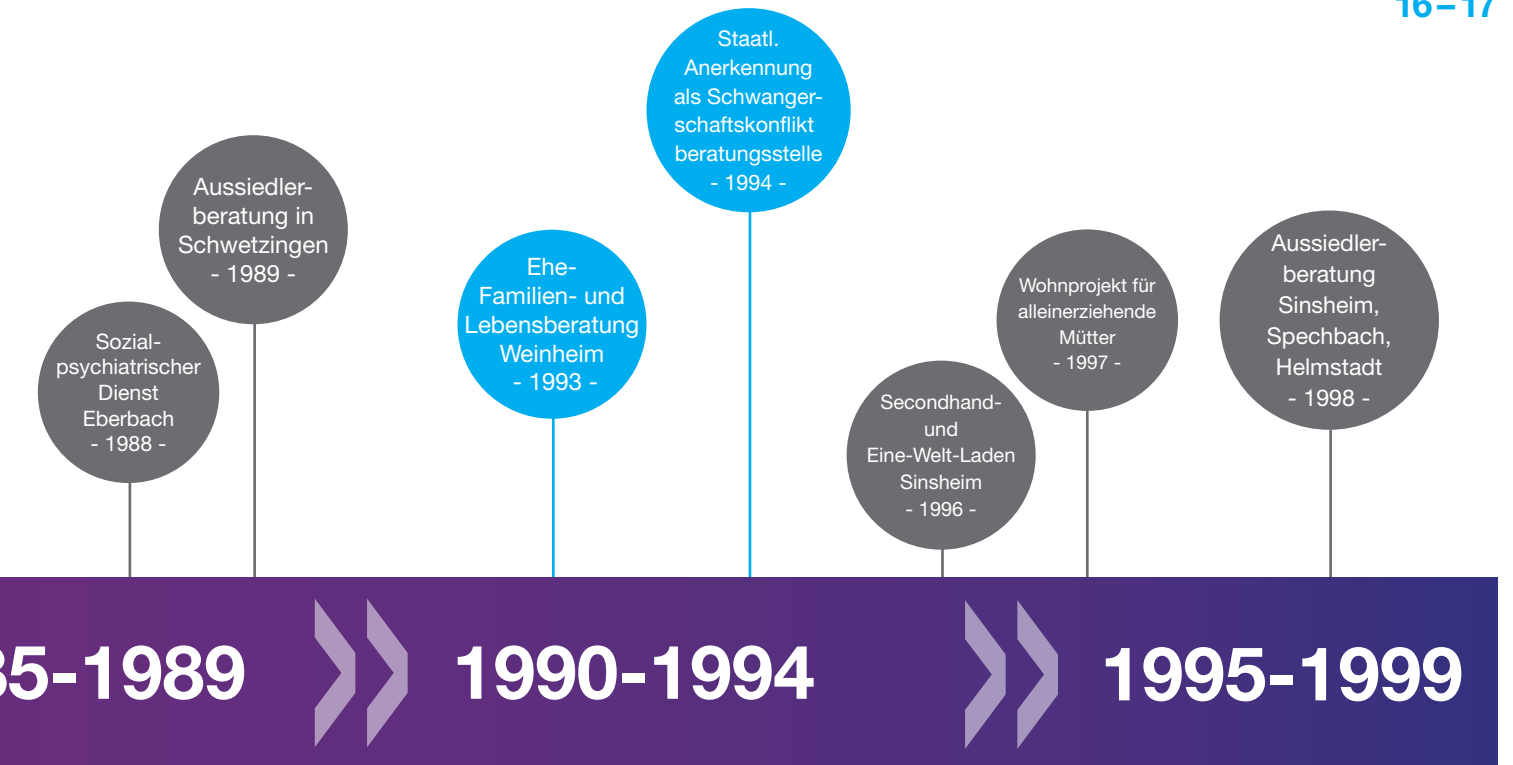 16–17
Staatl.
Anerkennung
als Schwanger-
schaftskonflikt
beratungsstelle
- 1994 -
Aussiedler-
beratung in
Schwetzingen
- 1989 -
Sozial-
psychiatrischer
Dienst
Eberbach
- 1988 -
Ehe-
Familien- und
Lebensberatung
Weinheim
- 1993 -
Secondhand-
und
Eine-Welt-Laden
Sinsheim
- 1996 -
Wohnprojekt für
alleinerziehende
Mütter
- 1997 -
Aussiedler-
beratung
Sinsheim,
Spechbach,
Helmstadt
- 1998 -
5-1989
1990-1994
1995-1999